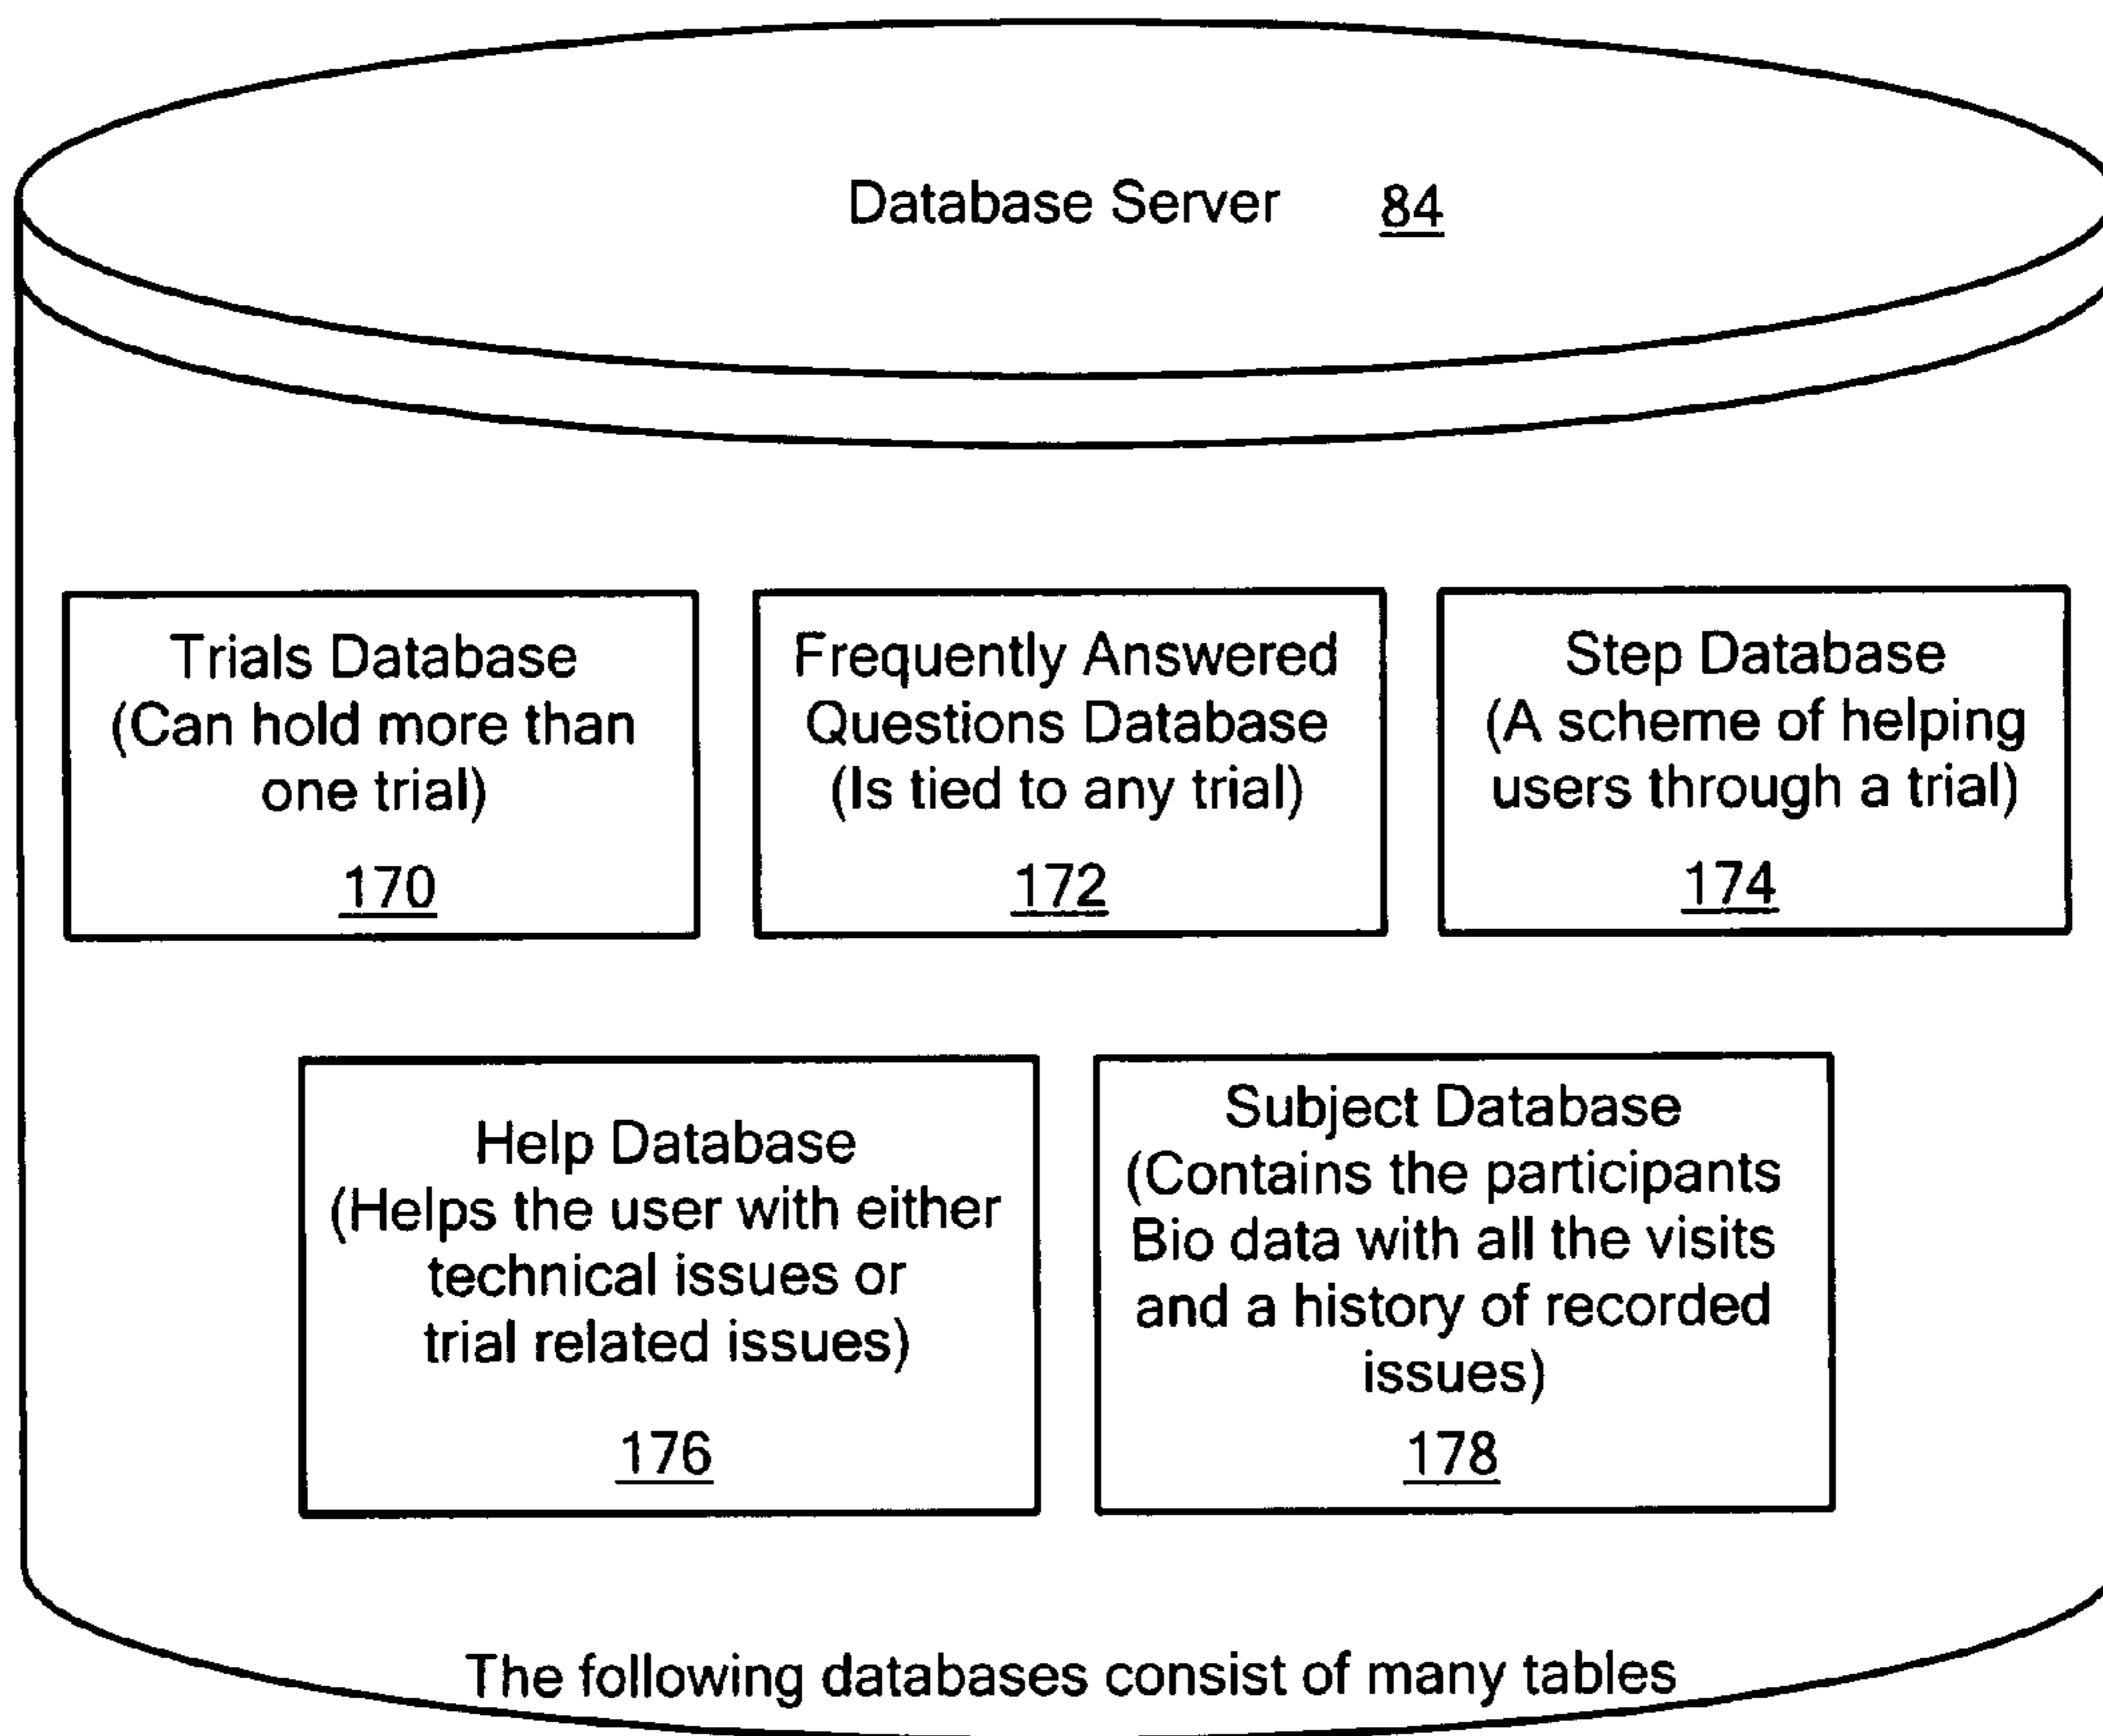 Database Server 84
Trials Database
(Can hold more than
one trial)
170
Frequently Answered
Questions Database
(Is tied to any trial)
172
Step Database
(A scheme of helping
users through a trial)
174
Help Database
(Helps the user with either
technical issues or
trial related issues)
176
Subject Database
(Contains the participants
Bio data with all the visits
and a history of recorded
issues)
178
The following databases consist of many tables